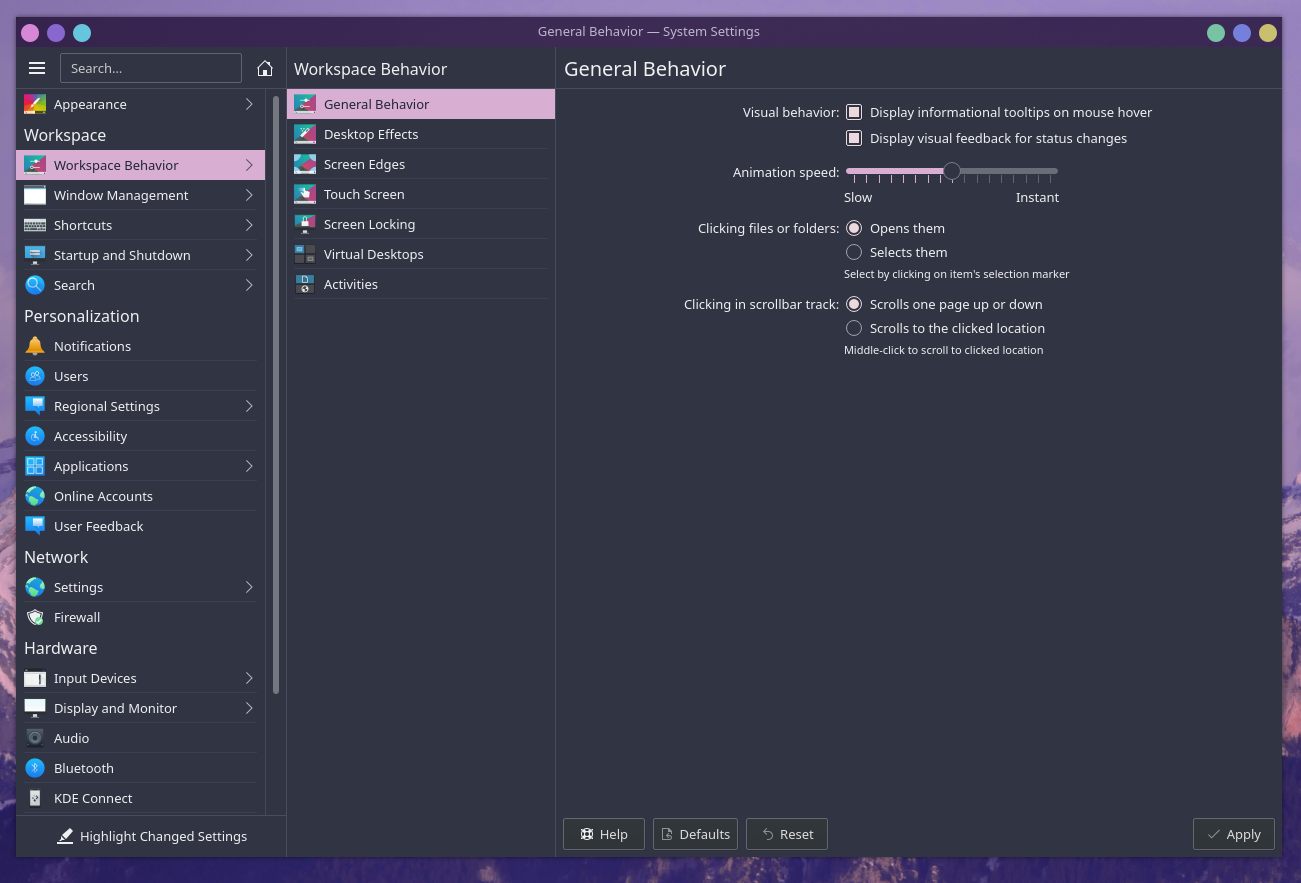 General Behavior — System Settings
Search...
Appearance
Workspace
Workspace Behavior
Window Management
Shortcuts
Startup and Shutdown
Search
Personalization
Notifications
Users
Regional Settings
Accessibility
Applications
Online Accounts
User Feedback
Network
Settings
Firewall
Hardware
Input Devices
Display and Monitor
Audio
Bluetooth
KDE Connect
Highlight Changed Settings
Workspace Behavior
General Behavior
Desktop Effects
Screen Edges
Touch Screen
Screen Locking
Virtual Desktops
Activities
General Behavior
Visual behavior: Display informational tooltips on mouse hover
Display visual feedback for status changes
Animation speed:
Slow Instant
Clicking files or folders: Opens them
Selects them
Select by clicking on item's selection marker
Clicking in scrollbar track: Scrolls one page up or down
Scrolls to the clicked location
Middle-click to scroll to clicked location
Help Defaults Reset Apply